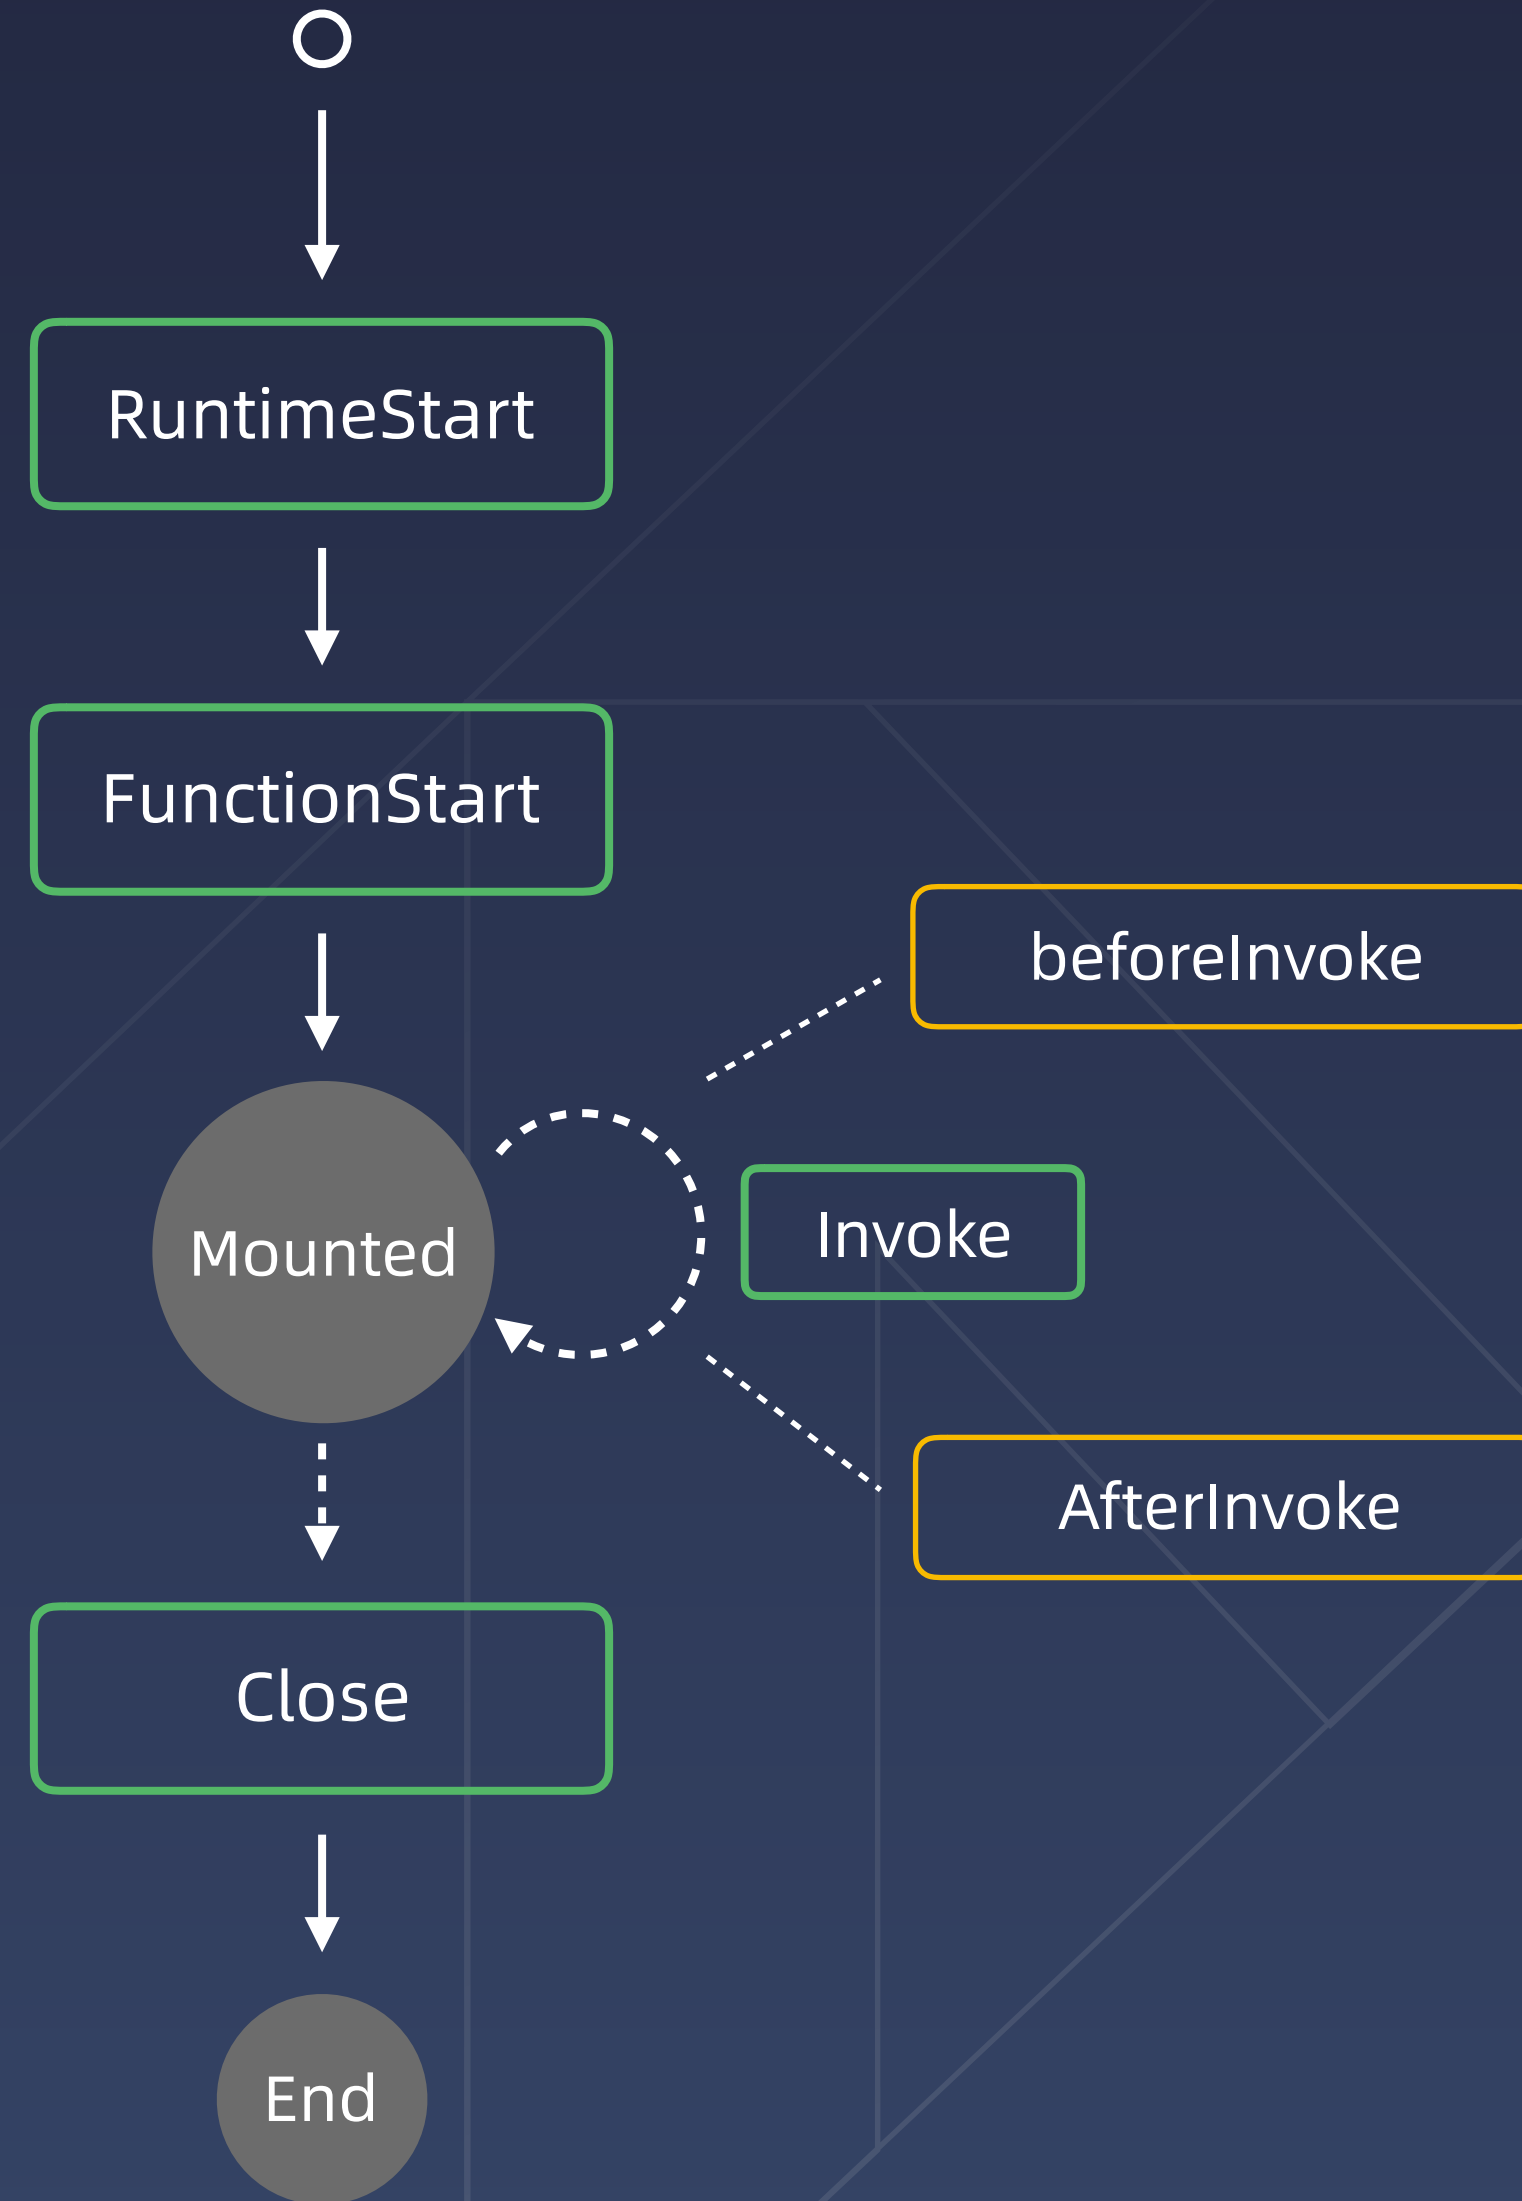 RuntimeStart
FunctionStart
beforeInvoke
Mounted
Invoke
AfterInvoke
Close
End